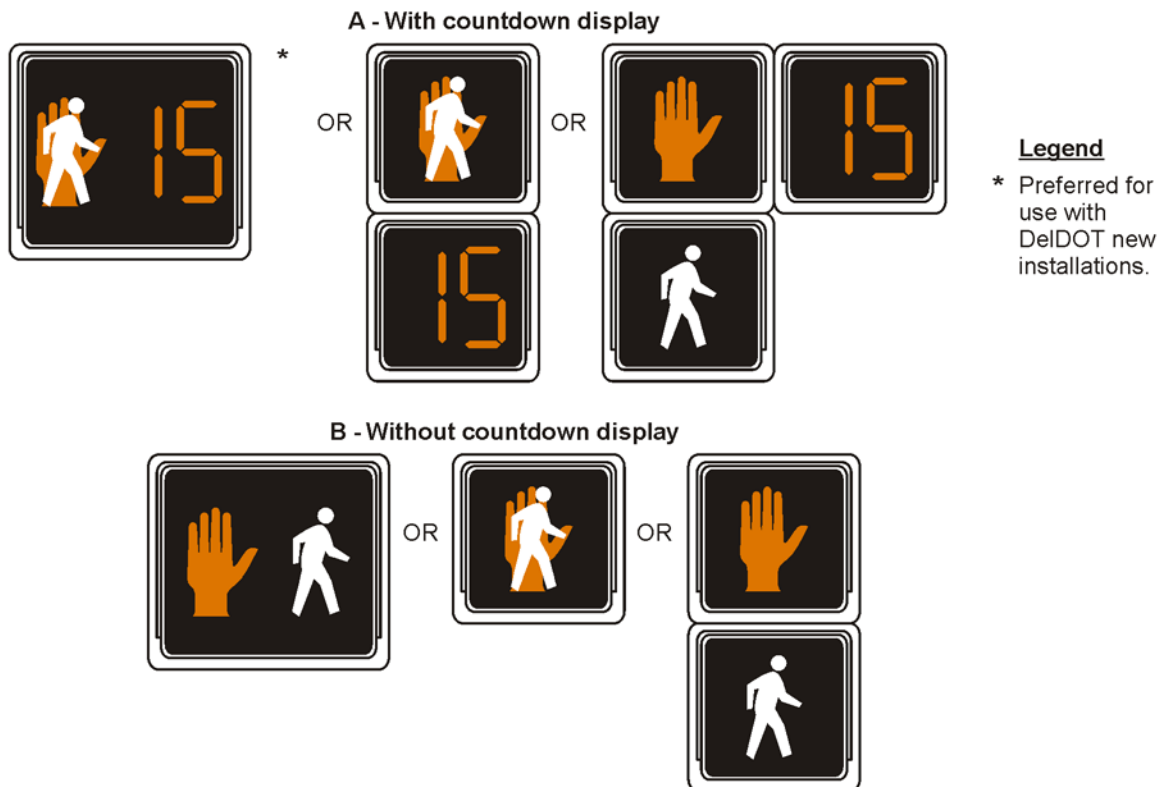 A - With countdown display
15
*
OR
OR
15
15
Legend
* Preferred for
use with
DelDOT new
installations.
B - Without countdown display
OR
OR